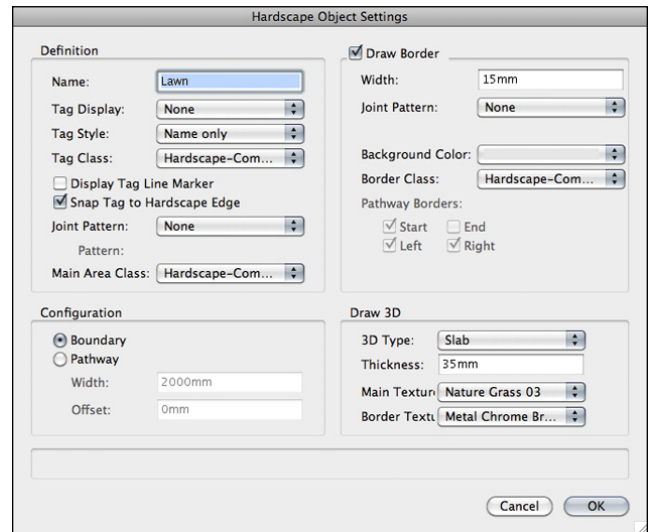 Hardscape Object Settings
Definition
Name: Lawn
Tag Display: None
Tag Style: Name only
Tag Class: Hardscape-Com...
Display Tag Line Marker
Snap Tag to Hardscape Edge
Joint Pattern: None
Pattern:
Main Area Class: Hardscape-Com...
Draw Border
Width: 15mm
Joint Pattern: None
Background Color:
Border Class: Hardscape-Com...
Pathway Borders:
Start End
Left Right
Configuration
Boundary
Pathway
Width: 2000mm
Offset: 0mm
Draw 3D
3D Type: Slab
Thickness: 35mm
Main Textur Nature Grass 03
Border Textu Metal Chrome Br...
Cancel OK